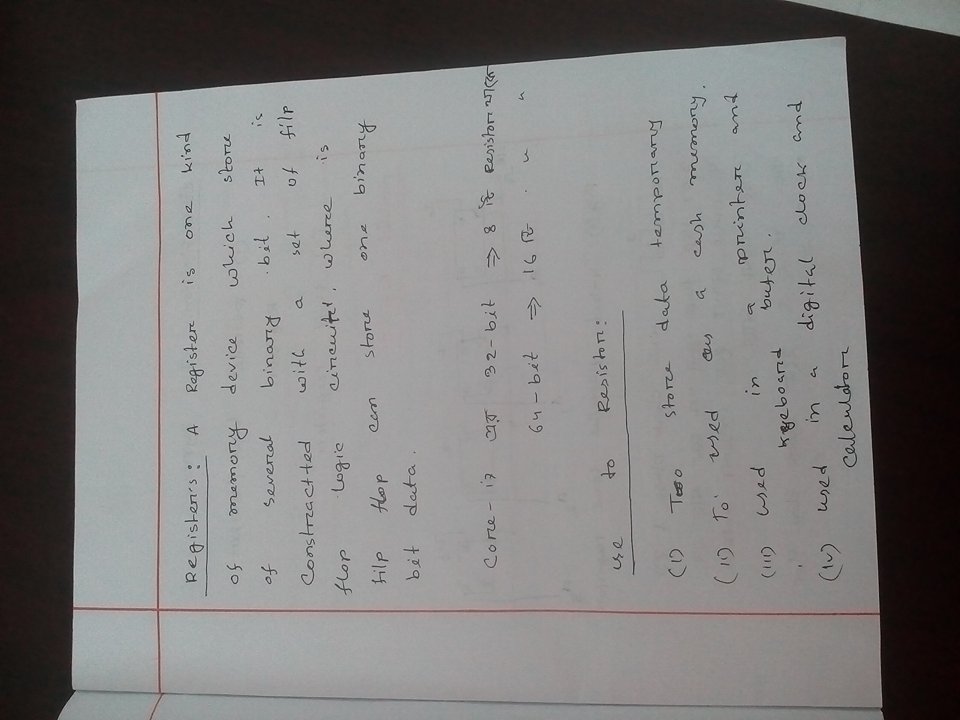 Registers: A Register is one kind
of memory device which store
of several binary bit. It is
Constractted with a set of filp
flop logic circuit. where is
filp flop can store one binary
bit data.
Core-i7 এর 32-bit ⇒ 8 টি Resistor থাকে
64-bit ⇒ 16 টি " "
use to Resistor:
(I) To store data temporary
(II) To used as a cash memory.
(III) used in a printer and
keyboard buter.
(IV) used in a digital clock and
calculator